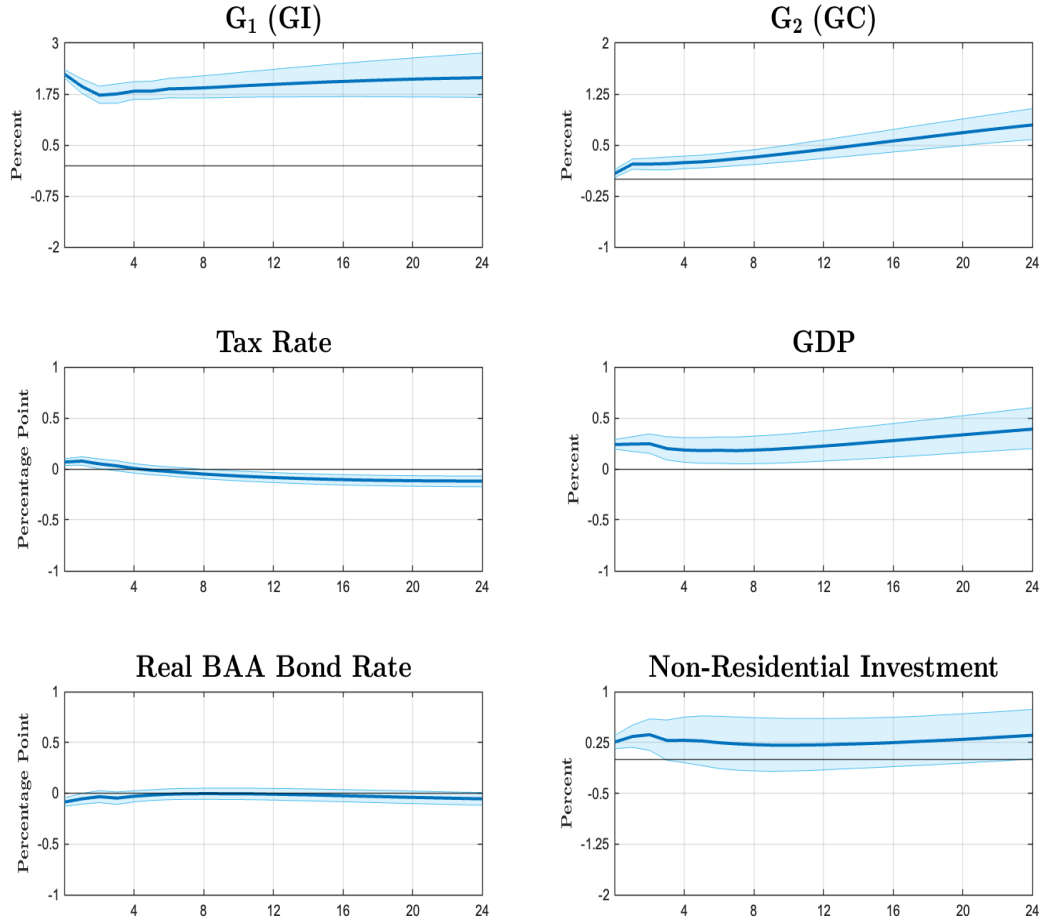 G₁ (GI)
3
1.75
0.5
-0.75
-2
Percent
4 8 12 16 20 24
G₂ (GC)
2
1.25
0.5
-0.25
-1
Percent
4 8 12 16 20 24
Tax Rate
1
0.5
0
-0.5
-1
Percentage Point
4 8 12 16 20 24
GDP
1
0.5
0
-0.5
-1
Percent
4 8 12 16 20 24
Real BAA Bond Rate
1
0.5
0
-0.5
-1
Percentage Point
4 8 12 16 20 24
Non-Residential Investment
1
0.25
-0.5
-1.25
-2
Percent
4 8 12 16 20 24